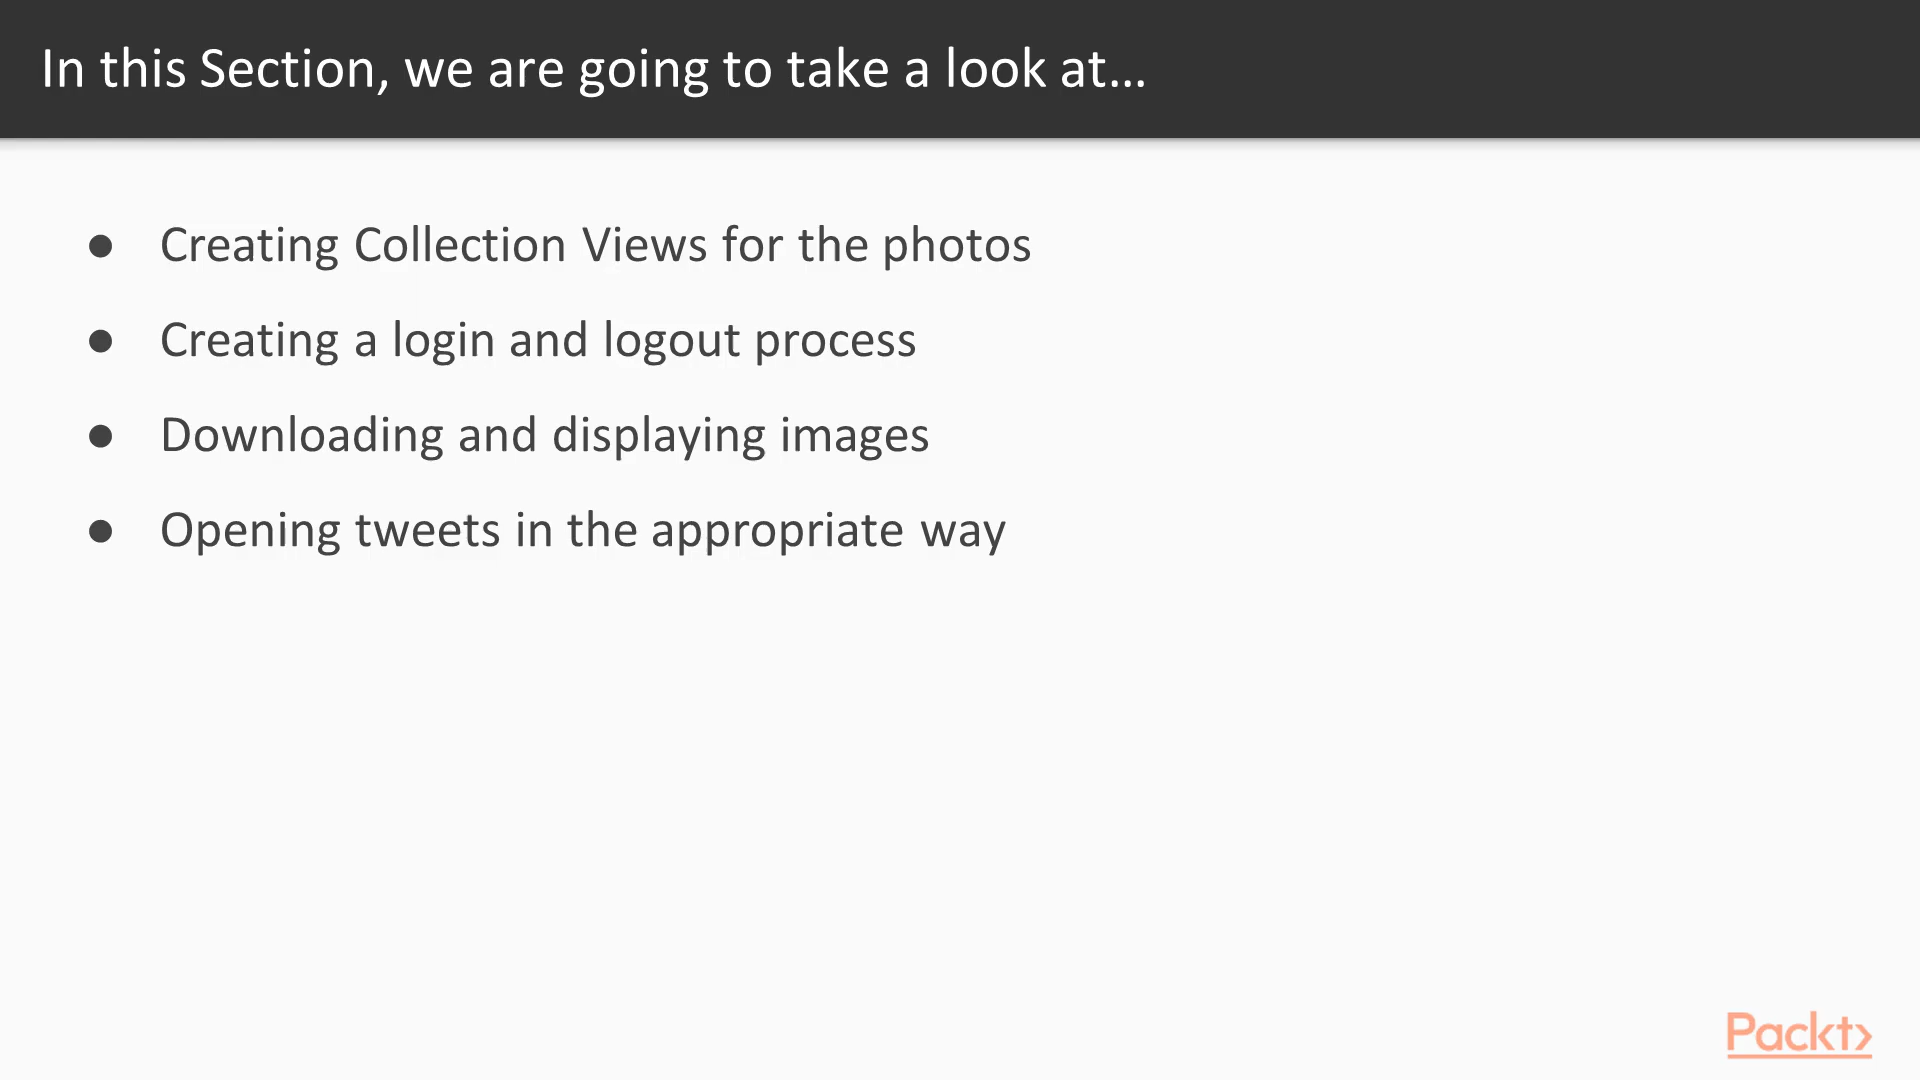 In this Section, we are going to take a look at…
● Creating Collection Views for the photos
● Creating a login and logout process
● Downloading and displaying images
● Opening tweets in the appropriate way
Packt>